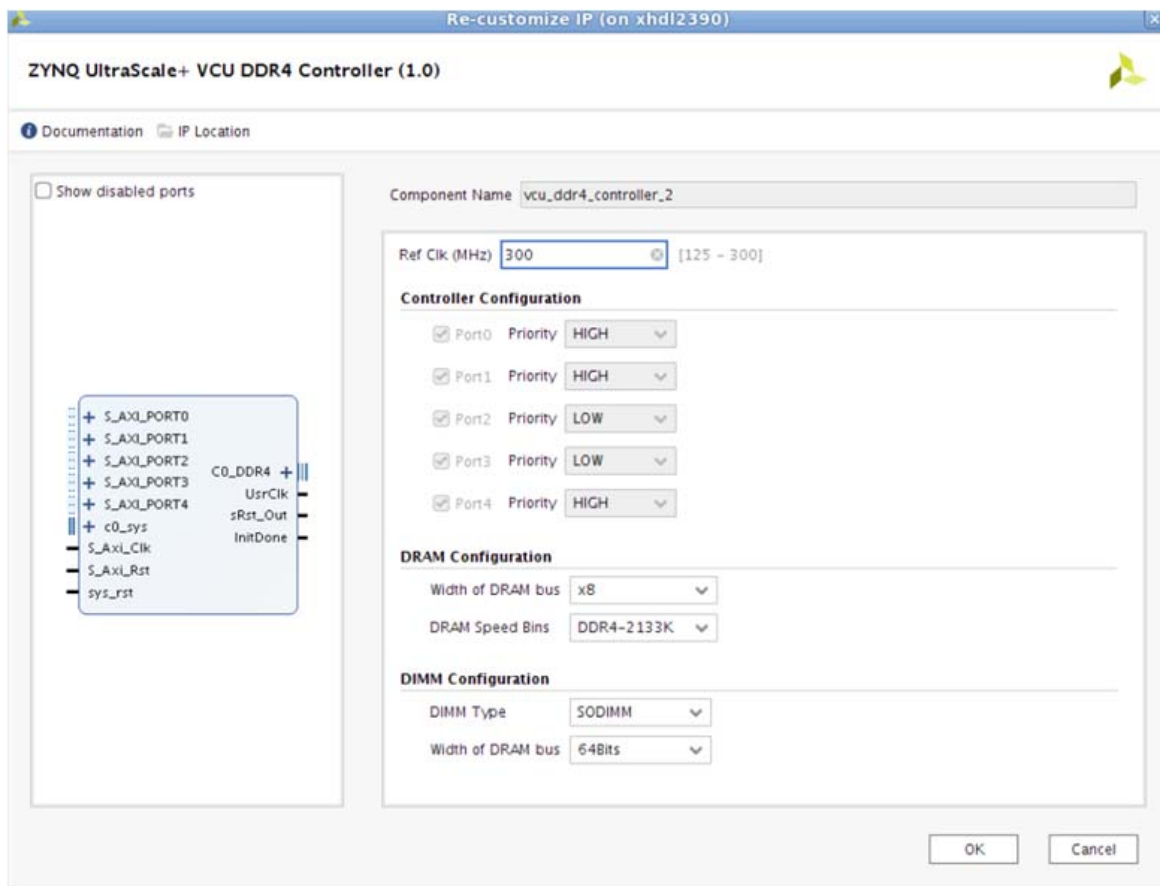 Re-customize IP (on xhdl2390)
ZYNQ UltraScale+ VCU DDR4 Controller (1.0)
Documentation IP Location
Show disabled ports
S_AXI_PORT0
S_AXI_PORT1
S_AXI_PORT2
S_AXI_PORT3
S_AXI_PORT4
c0_sys
S_Axi_Clk
S_Axi_Rst
sys_rst
C0_DDR4
UsrClk
sRst_Out
InitDone
Component Name vcu_ddr4_controller_2
Ref Clk (MHz) 300 [125 - 300]
Controller Configuration
Port0 Priority HIGH
Port1 Priority HIGH
Port2 Priority LOW
Port3 Priority LOW
Port4 Priority HIGH
DRAM Configuration
Width of DRAM bus x8
DRAM Speed Bins DDR4-2133K
DIMM Configuration
DIMM Type SODIMM
Width of DRAM bus 64Bits
OK Cancel